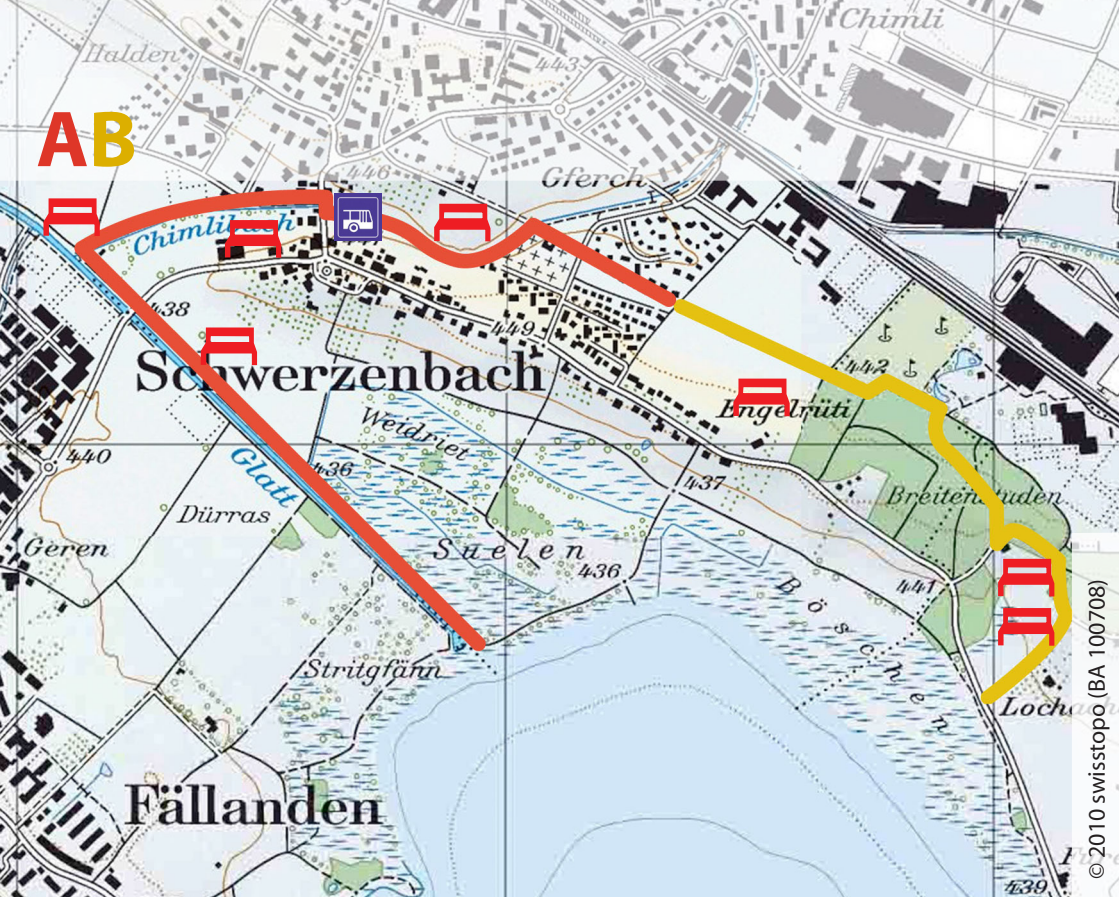 Chimli
Halden
443
AB
446
Gferch
Chimlibach
438
449
Schwerzenbach
442
Engelrüti
Weidriet
440
436
Glatt
437
Dürras
Breitenstuden
Geren
Suelen
436
441
Böschen
Stritgfänn
Lochach
Fällanden
439
© 2010 swisstopo (BA 100708)